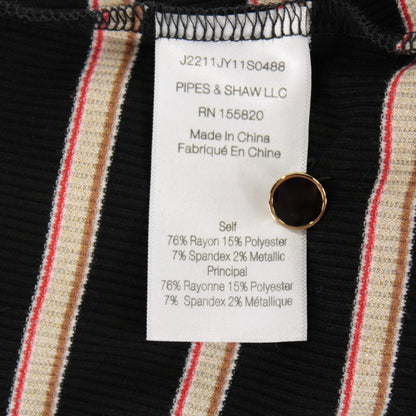 J2211JY11S0488
PIPES & SHAW LLC
RN 155820
Made In China
Fabriqué En Chine
Self
76% Rayon 15% Polyester
7% Spandex 2% Metallic
Principal
76% Rayonne 15% Polyester
7% Spandex 2% Métallique